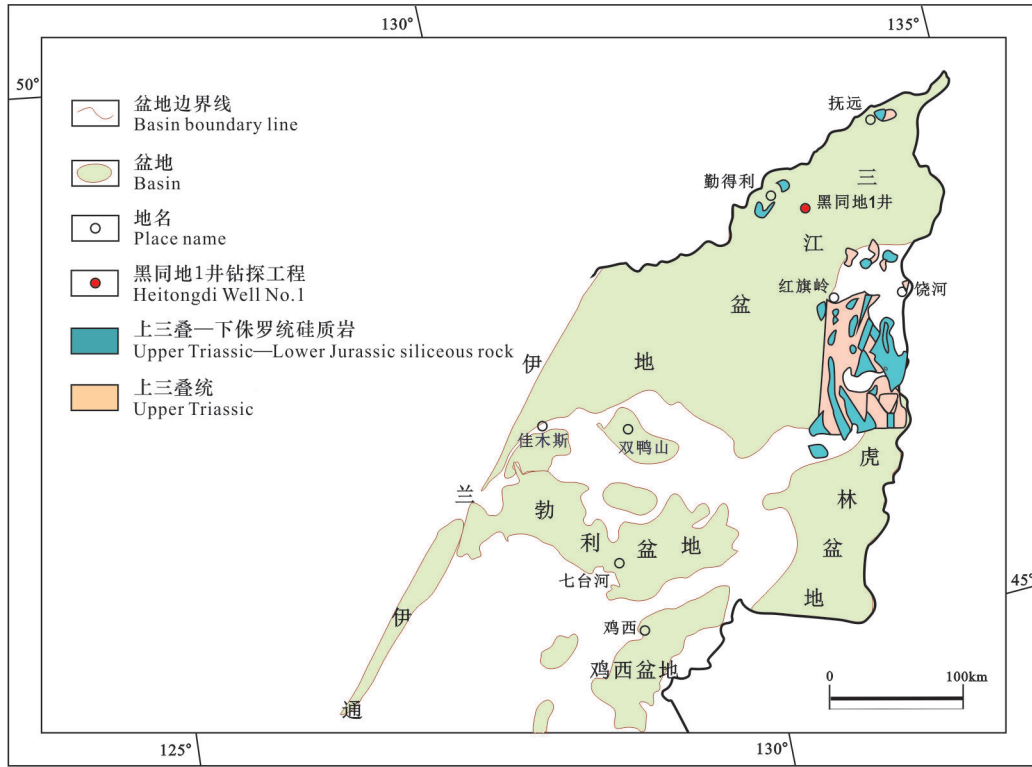 130°
135°
50°
盆地边界线
Basin boundary line
盆地
Basin
地名
Place name
黑同地1井钻探工程
Heitongdi Well No.1
上三叠—下侏罗统硅质岩
Upper Triassic—Lower Jurassic siliceous rock
上三叠统
Upper Triassic
抚远
勤得利
黑同地1井
三
江
盆
地
红旗岭
饶河
伊
兰
伊
通
佳木斯
双鸭山
勃
利
盆
地
七台河
虎
林
盆
地
鸡西
鸡西盆地
45°
0
100km
125°
130°